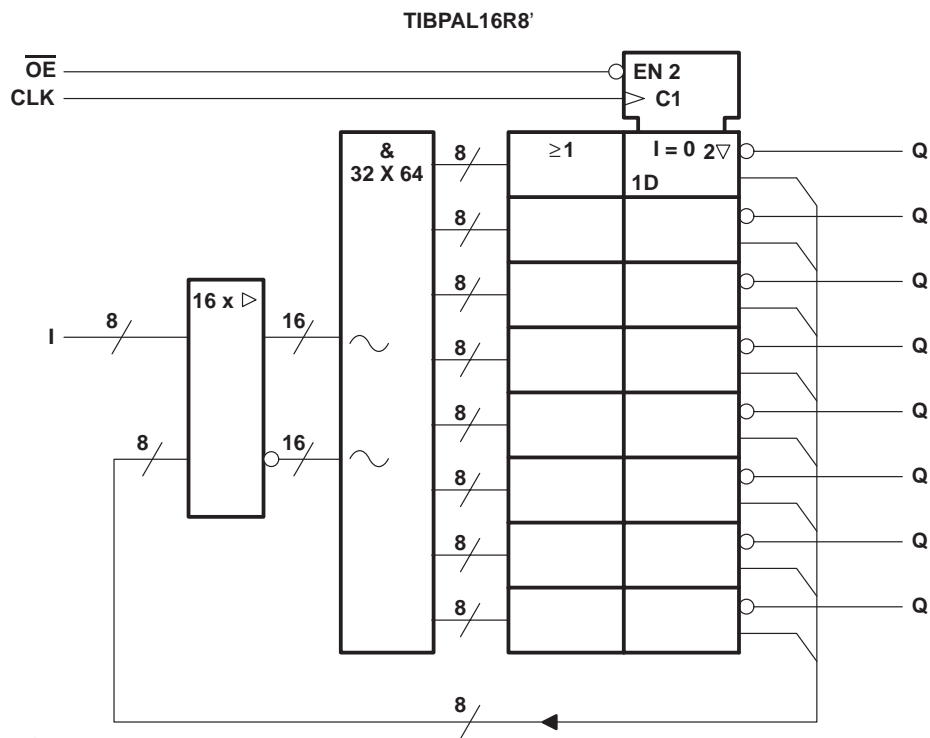 TIBPAL16R8'
OE
EN 2
CLK
C1
&
32 X 64
8
≥1
I = 0 2▽
Q
1D
8
Q
8
Q
16 x ▷
I
8
16
8
Q
8
Q
8
16
8
Q
8
Q
8
Q
8